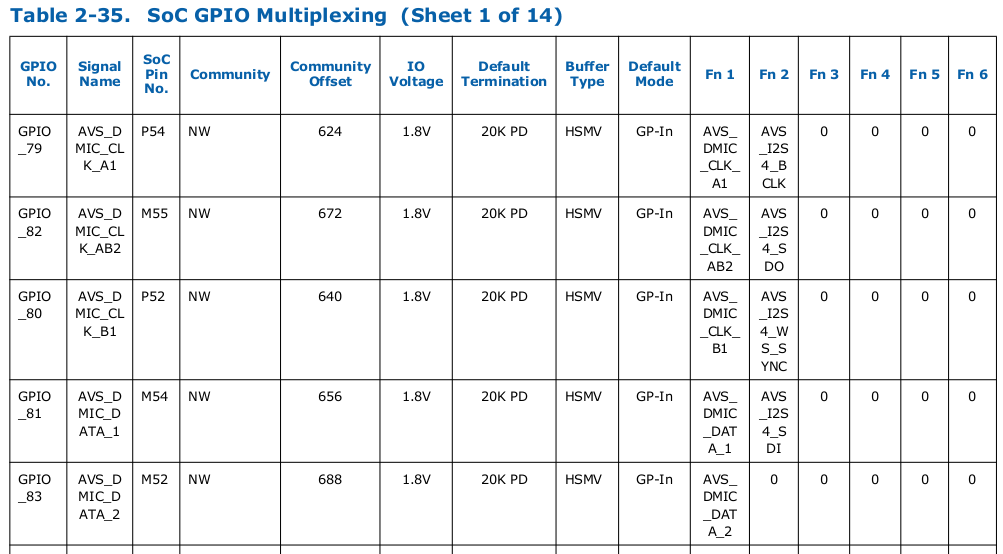 Table 2-35. SoC GPIO Multiplexing (Sheet 1 of 14)
GPIO No. Signal Name SoC Pin No. Community Community Offset IO Voltage Default Termination Buffer Type Default Mode Fn 1 Fn 2 Fn 3 Fn 4 Fn 5 Fn 6
GPIO_79 AVS_DMIC_CLK_A1 P54 NW 624 1.8V 20K PD HSMV GP-In AVS_DMIC_CLK_A1 AVS_I2S4_BCLK 0 0 0 0
GPIO_82 AVS_DMIC_CLK_AB2 M55 NW 672 1.8V 20K PD HSMV GP-In AVS_DMIC_CLK_AB2 AVS_I2S4_SDO 0 0 0 0
GPIO_80 AVS_DMIC_CLK_B1 P52 NW 640 1.8V 20K PD HSMV GP-In AVS_DMIC_CLK_B1 AVS_I2S4_WS_SYNC 0 0 0 0
GPIO_81 AVS_DMIC_DATA_1 M54 NW 656 1.8V 20K PD HSMV GP-In AVS_DMIC_DATA_1 AVS_I2S4_SDI 0 0 0 0
GPIO_83 AVS_DMIC_DATA_2 M52 NW 688 1.8V 20K PD HSMV GP-In AVS_DMIC_DATA_2 0 0 0 0 0